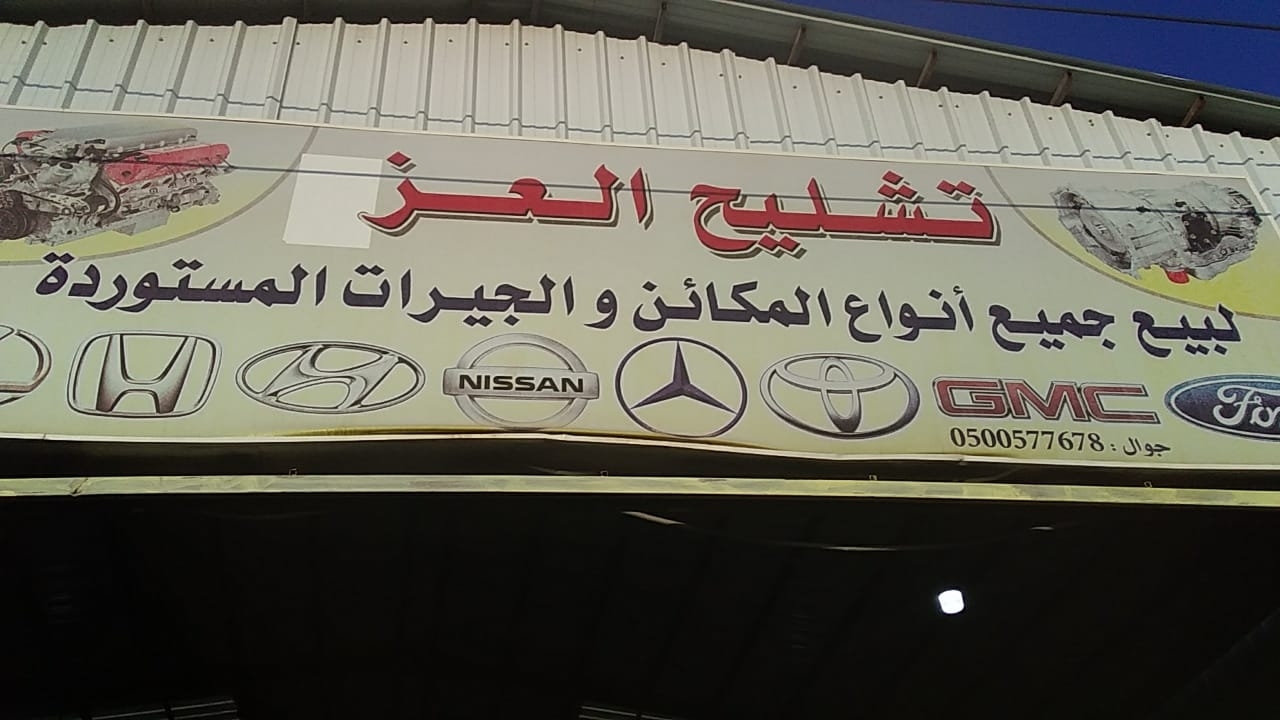 تشليح العز
لبيع جميع أنواع المكائن و الجيرات المستوردة
NISSAN
GMC
جوال : 0500577678